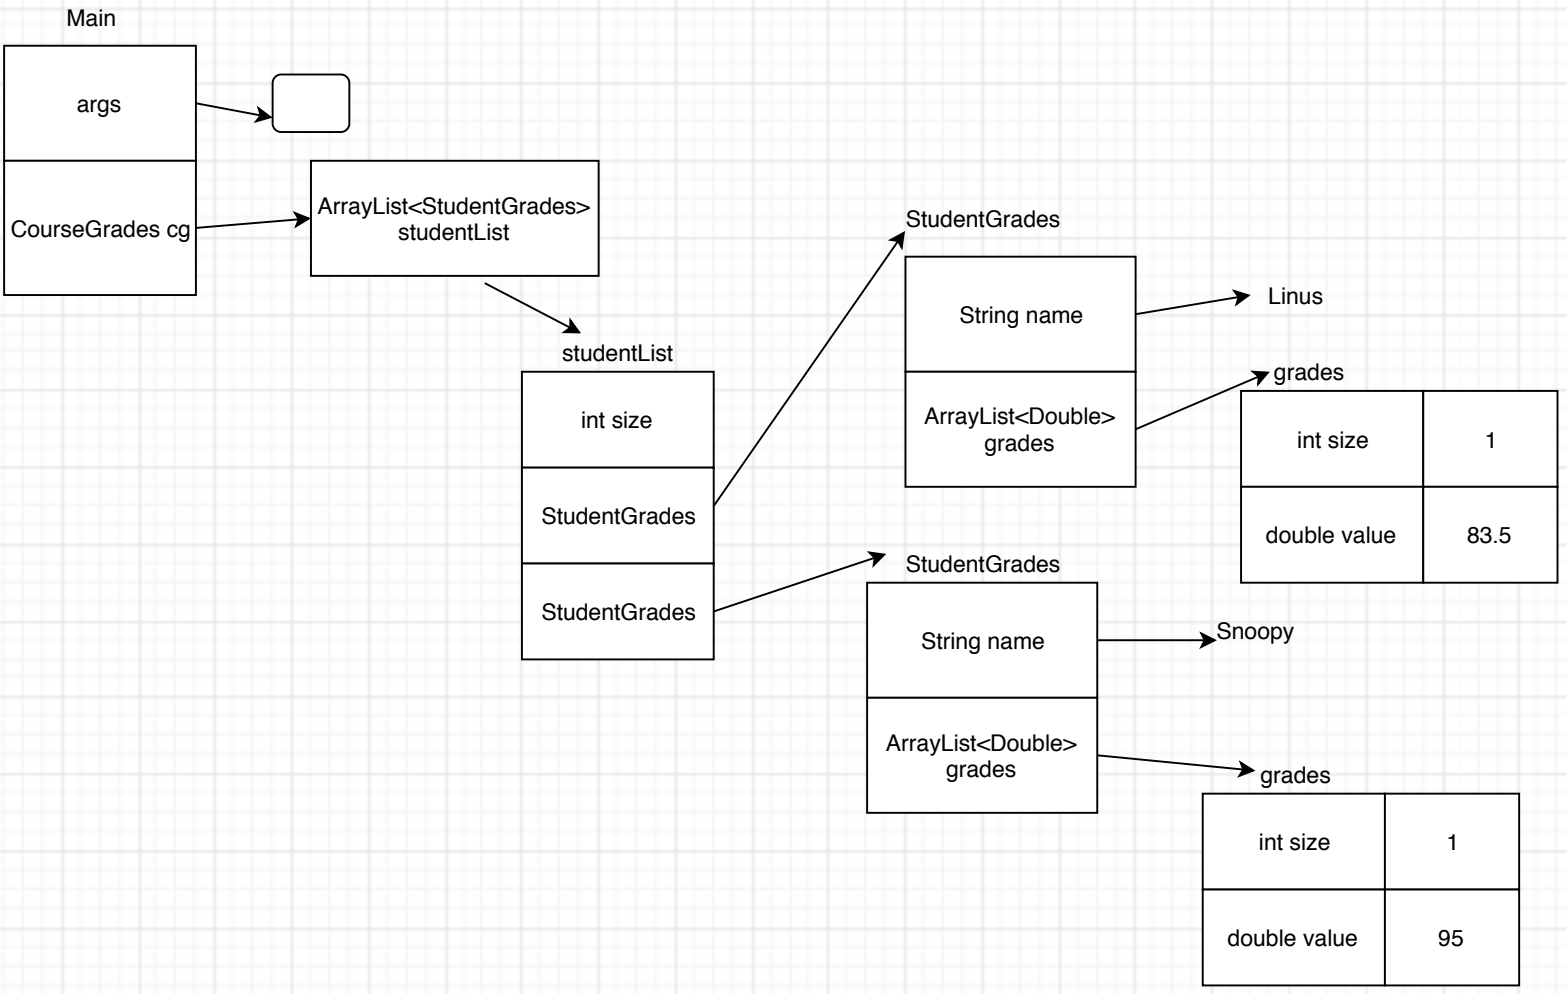 Main
args
CourseGrades cg
ArrayList<StudentGrades>
studentList
studentList
int size
StudentGrades
StudentGrades
StudentGrades
String name
Linus
ArrayList<Double>
grades
grades
int size 1
double value 83.5
StudentGrades
String name
Snoopy
ArrayList<Double>
grades
grades
int size 1
double value 95